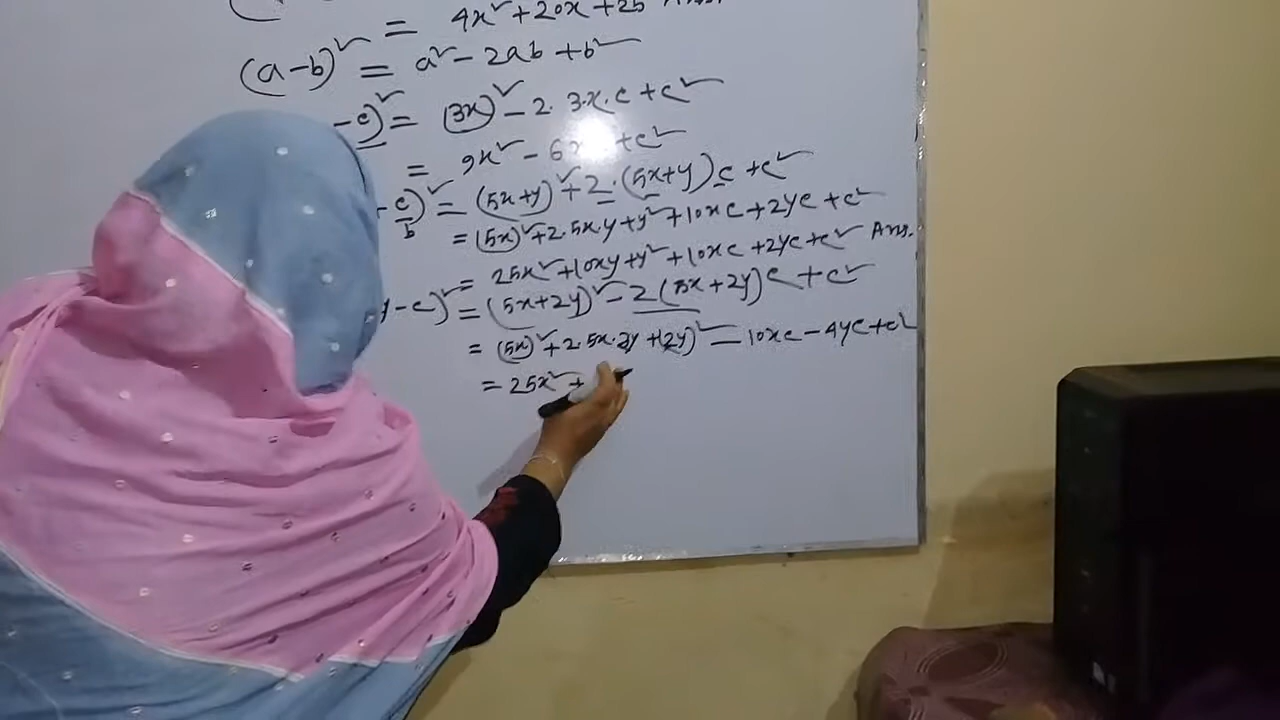 = 4x² + 20x + 25 Ans.
(a-b)² = a² - 2ab + b²
-c)² = (3x)² - 2. 3.x.c + c²
= 9x² - 6x + c²
-c)² = (5x+y)² + 2.(5x+y)c + c²
b
= (5x)² + 2.5x.y + y² + 10xc + 2yc + c²
= 25x² + 10xy + y² + 10xc + 2yc + c² Ans.
y-c)² = (5x+2y)² - 2(5x+2y)c + c²
= (5x)² + 2.5x.2y + (2y)² - 10xc - 4yc + c²
= 25x² +